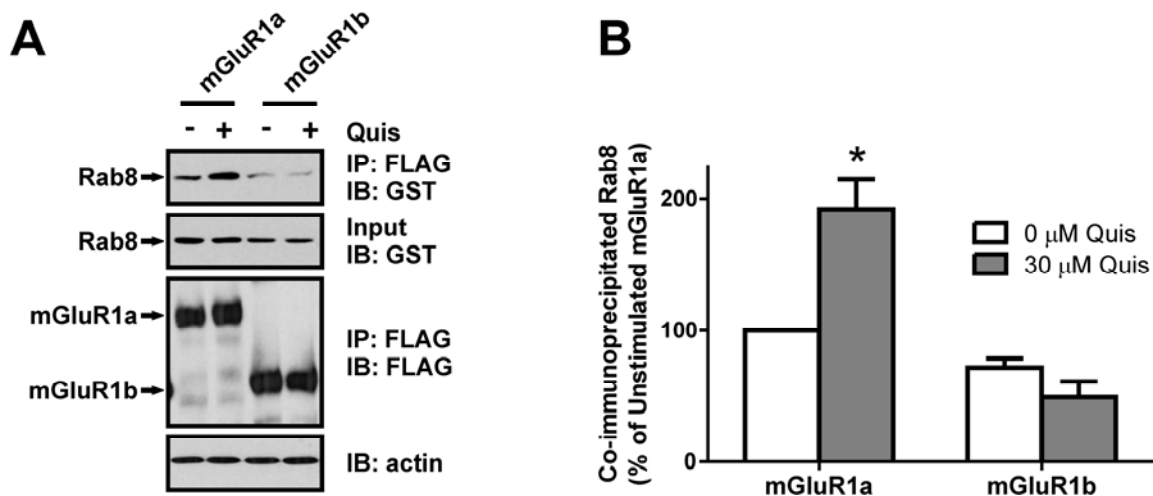 A
mGluR1a
mGluR1b
- + - + Quis
Rab8
IP: FLAG
IB: GST
Rab8
Input
IB: GST
mGluR1a
mGluR1b
IP: FLAG
IB: FLAG
IB: actin
B
Co-immunoprecipitated Rab8
(% of Unstimulated mGluR1a)
200
100
0
*
0 μM Quis
30 μM Quis
mGluR1a
mGluR1b